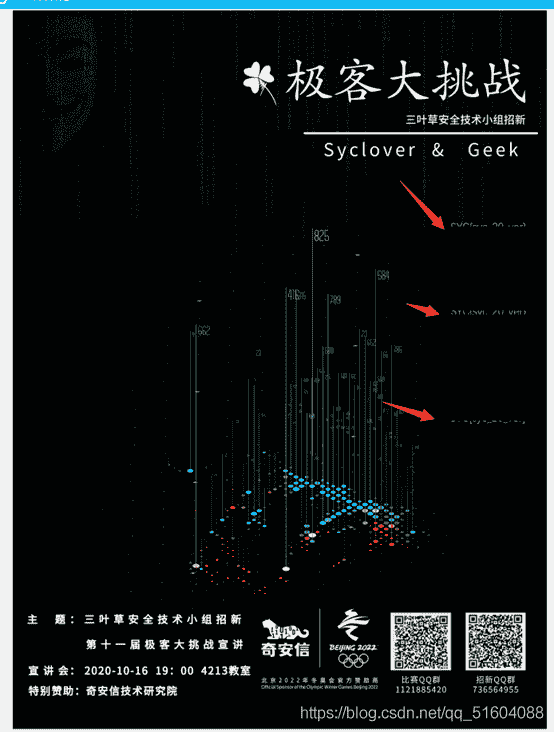 极客大挑战
三叶草安全技术小组招新
Syclover & Geek
825
584
416
789
662
主 题：三叶草安全技术小组招新
第十一届极客大挑战宣讲
宣讲会：2020-10-16 19：00 4213教室
特别赞助：奇安信技术研究院
奇安信
BEIJING 2022
北京2022年冬奥会官方赞助商
Official Sponsor of the Olympic Winter Games Beijing 2022
比赛QQ群
1121885420
招新QQ群
736564955
https://blog.csdn.net/qq_51604088